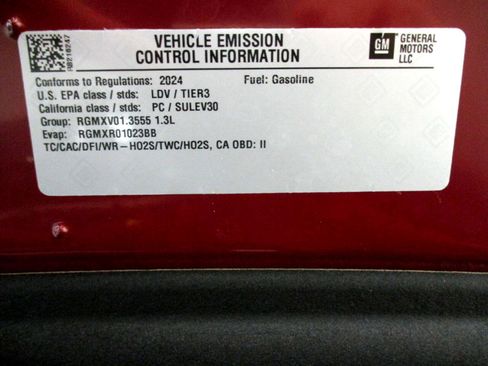 VEHICLE EMISSION
CONTROL INFORMATION
GM
GENERAL
MOTORS
LLC
Conforms to Regulations: 2024 Fuel: Gasoline
U.S. EPA class / stds: LDV / TIER3
California class / stds: PC / SULEV30
Group: RGMXV01.3555 1.3L
Evap: RGMXR01023BB
TC/CAC/DFI/WR-HO2S/TWC/HO2S, CA OBD: II